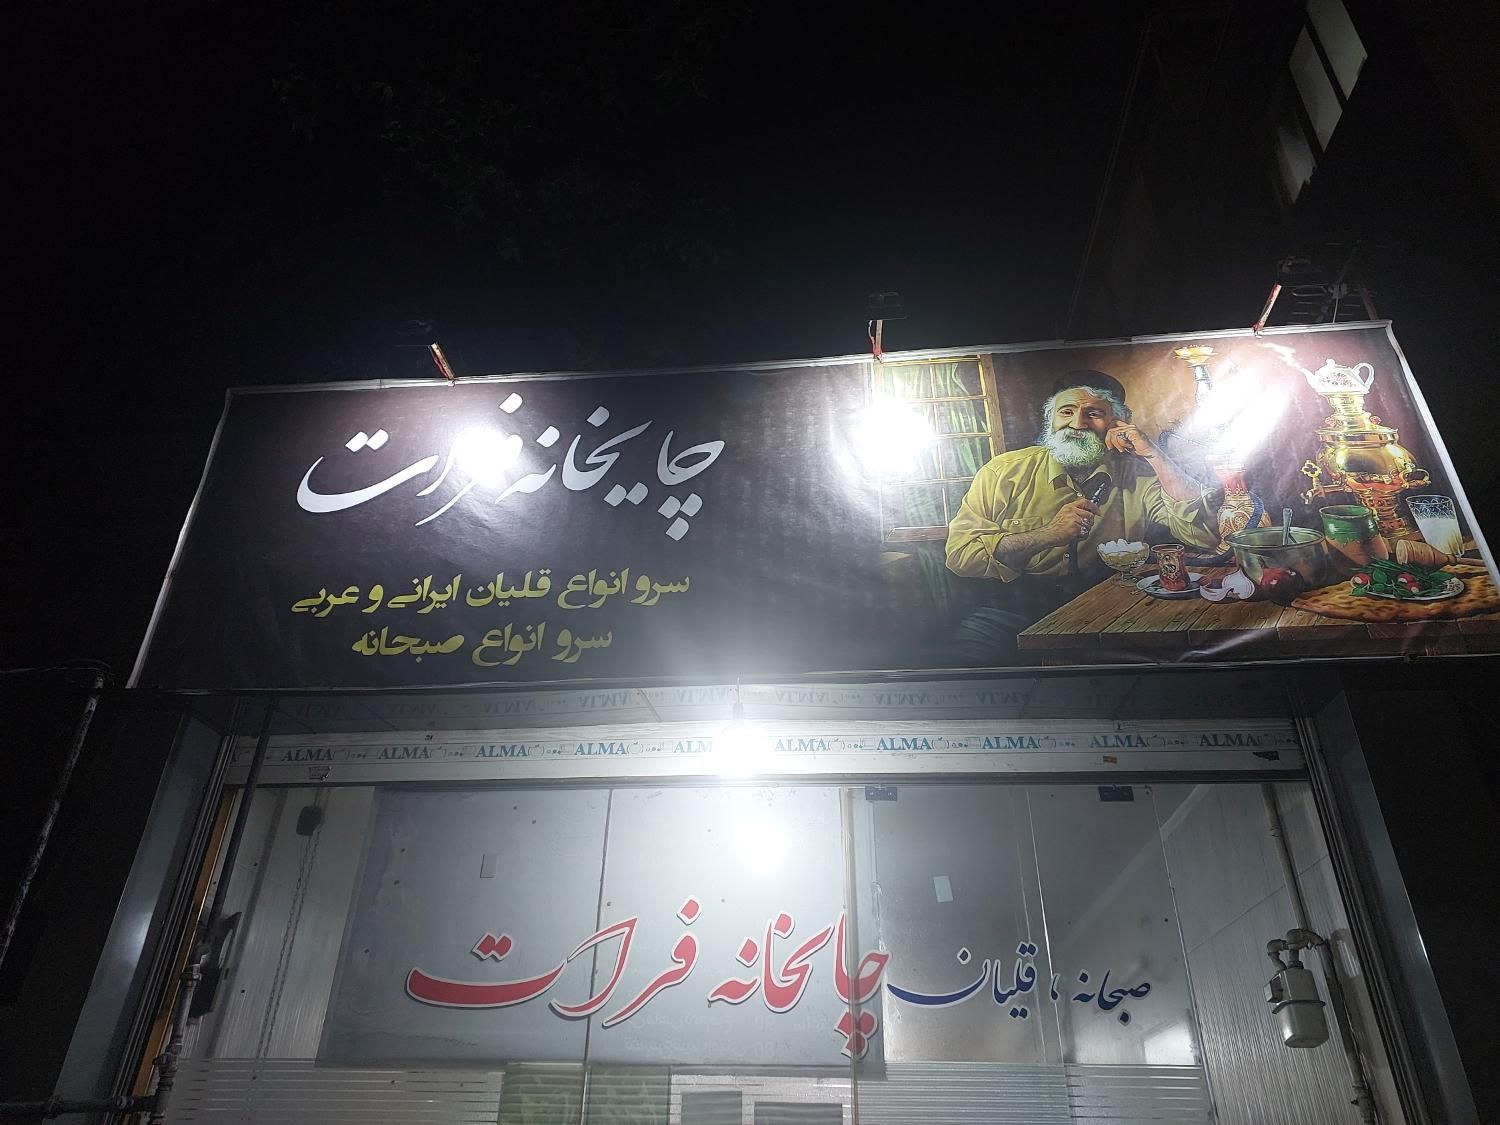 چایخانه فرات
سرو انواع قلیان ایرانی و عربی
سرو انواع صبحانه
ALMA ALMA ALMA ALMA ALM ALMA ALMA ALMA ALMA ALMA
صبحانه ، قلیان
چایخانه فرات